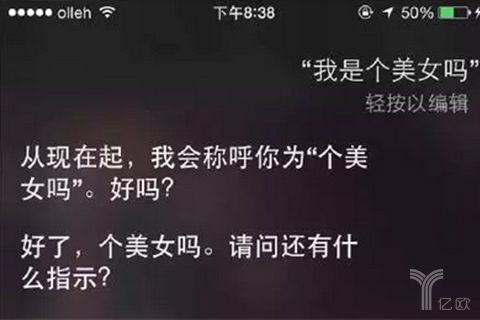 olleh 下午8:38 50%
“我是个美女吗”
轻按以编辑
从现在起，我会称呼你为“个美
女吗”。好吗？
好了，个美女吗。请问还有什
么指示？
亿欧